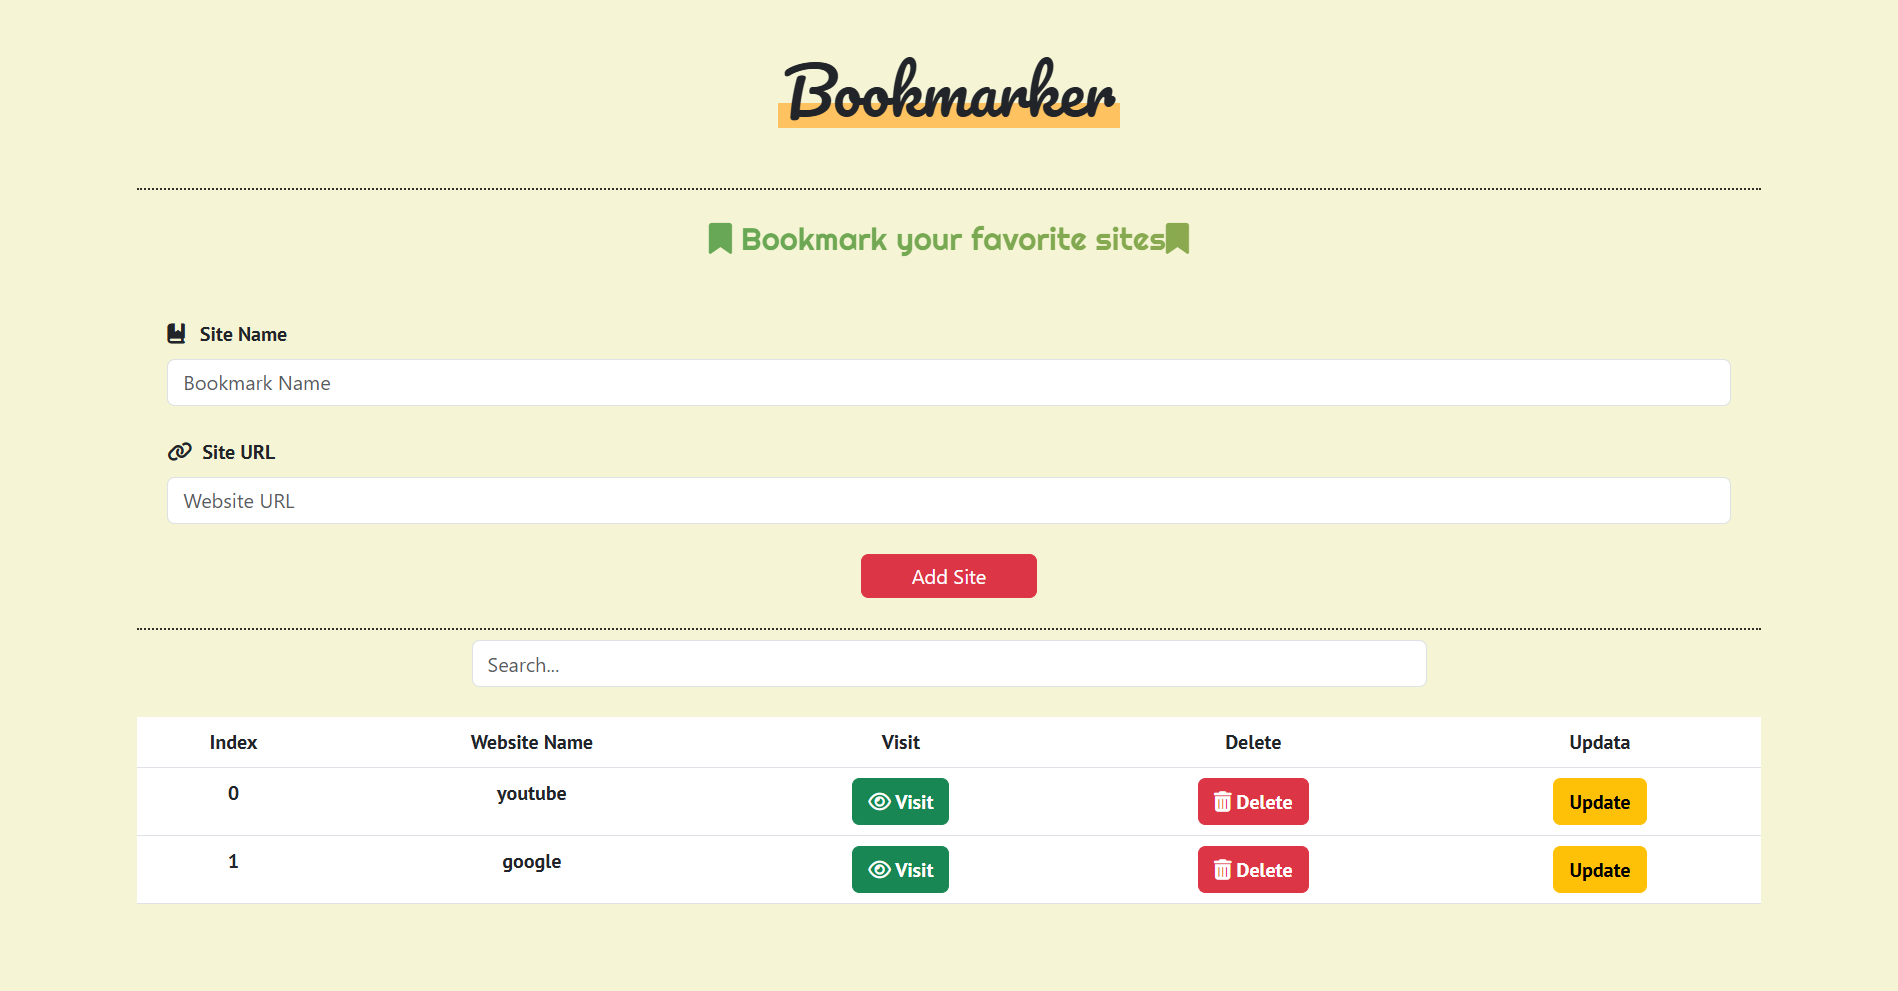 Bookmarker
Bookmark your favorite sites
Site Name
Bookmark Name
Site URL
Website URL
Add Site
Search...
Index Website Name Visit Delete Updata
0 youtube Visit Delete Update
1 google Visit Delete Update